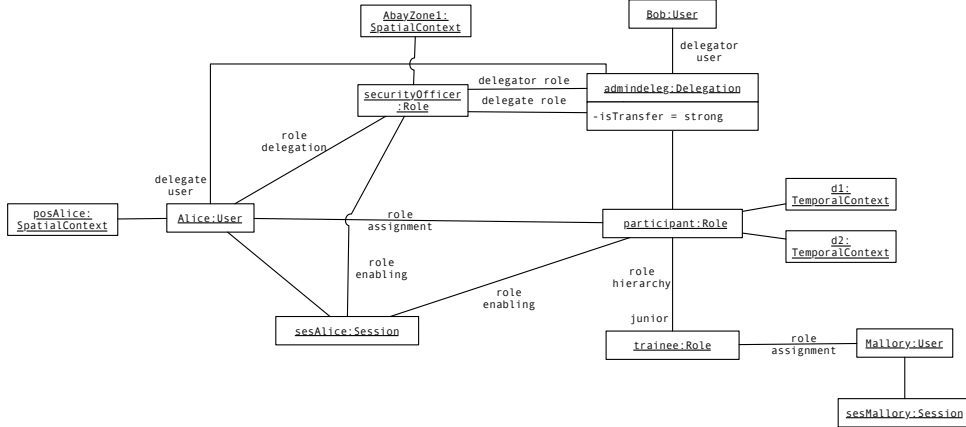 AbayZone1:
SpatialContext
Bob:User
delegator
user
delegator role
admindeleg:Delegation
securityOfficer
:Role
delegate role
-isTransfer = strong
role
delegation
delegate
user
d1:
TemporalContext
posAlice:
SpatialContext
Alice:User
role
assignment
participant:Role
d2:
TemporalContext
role
enabling
role
hierarchy
role
enabling
junior
sesAlice:Session
trainee:Role
role
assignment
Mallory:User
sesMallory:Session